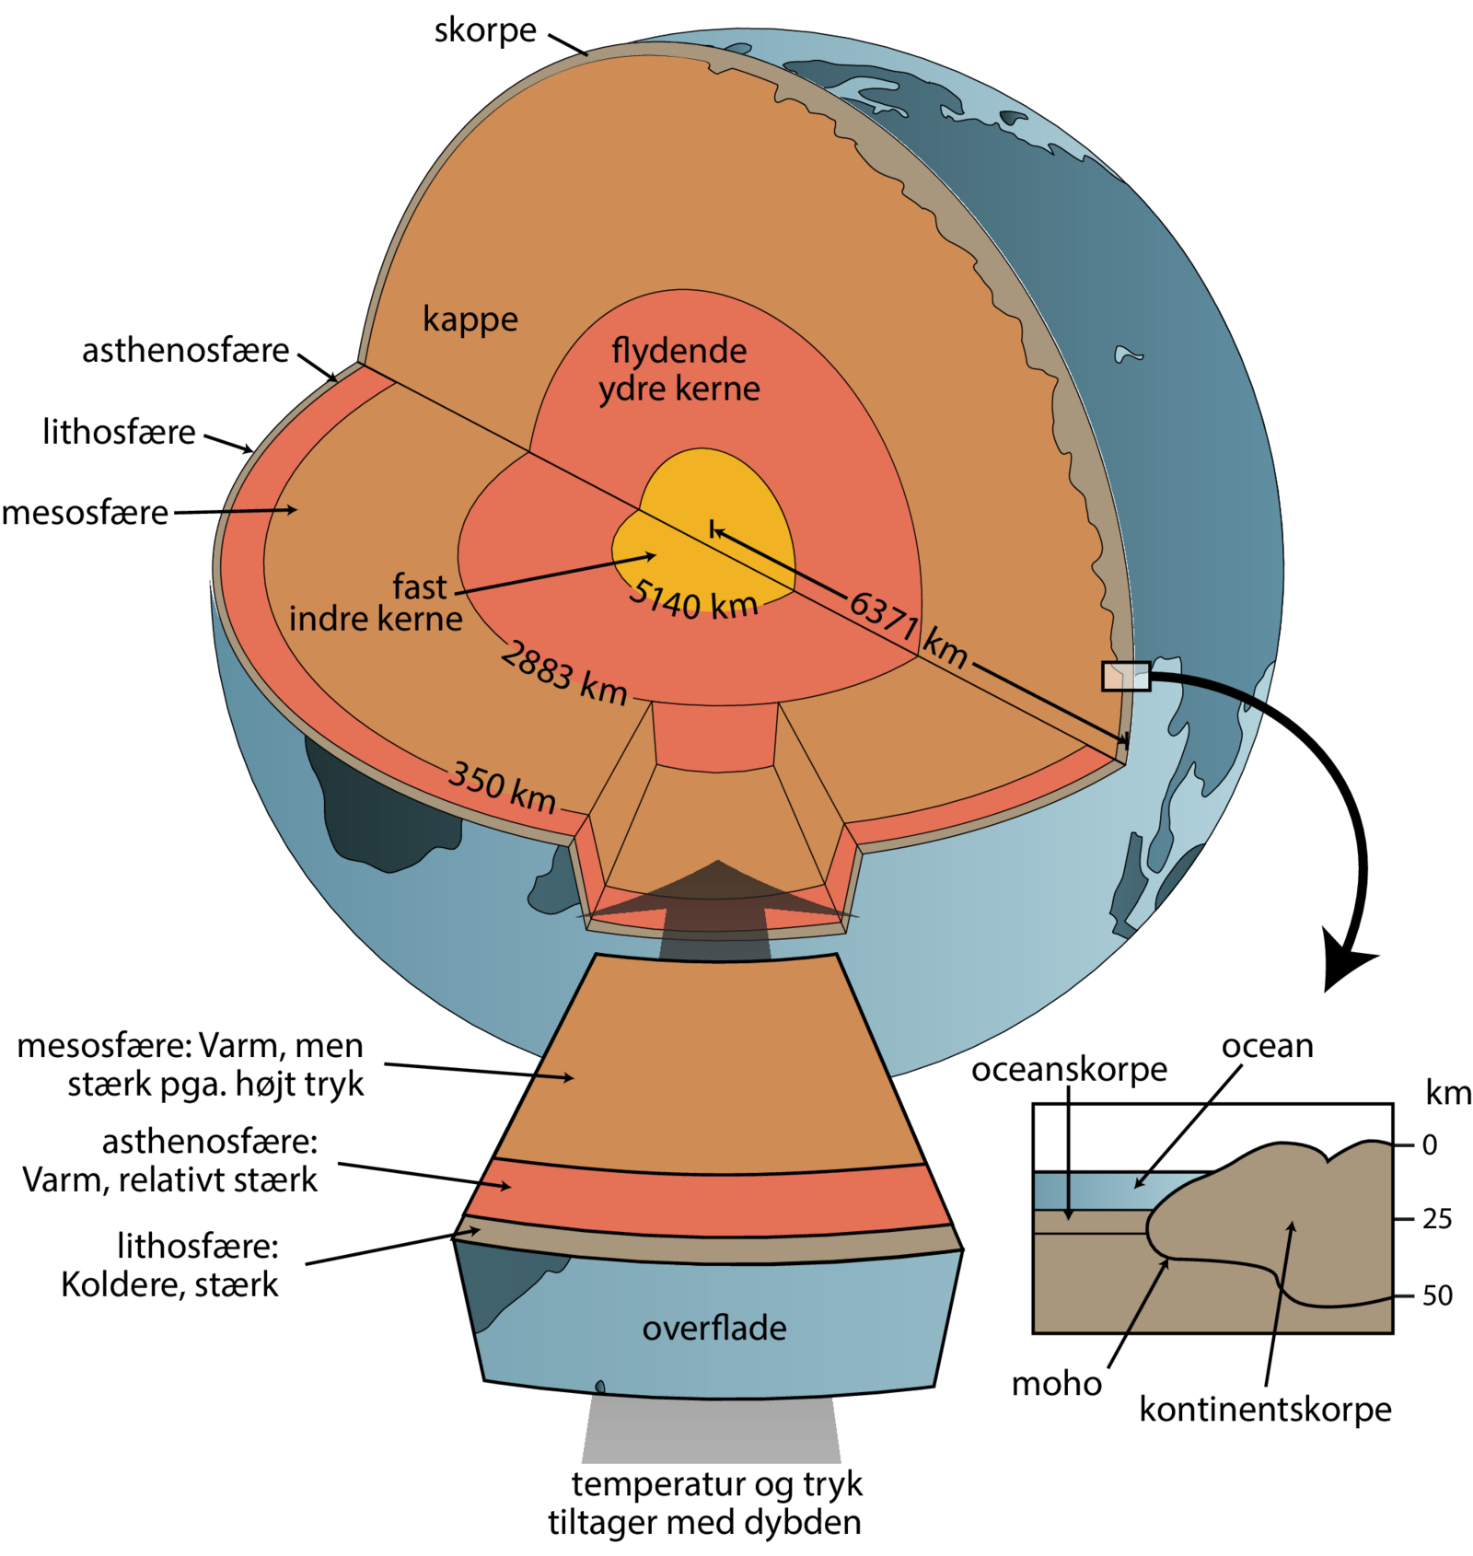 skorpe
kappe
flydende
ydre kerne
asthenosfære
lithosfære
mesosfære
fast
indre kerne
5140 km
6371 km
2883 km
350 km
mesosfære: Varm, men
stærk pga. højt tryk
asthenosfære:
Varm, relativt stærk
lithosfære:
Koldere, stærk
overflade
temperatur og tryk
tiltager med dybden
ocean
oceanskorpe
km
0
25
50
moho
kontinentskorpe